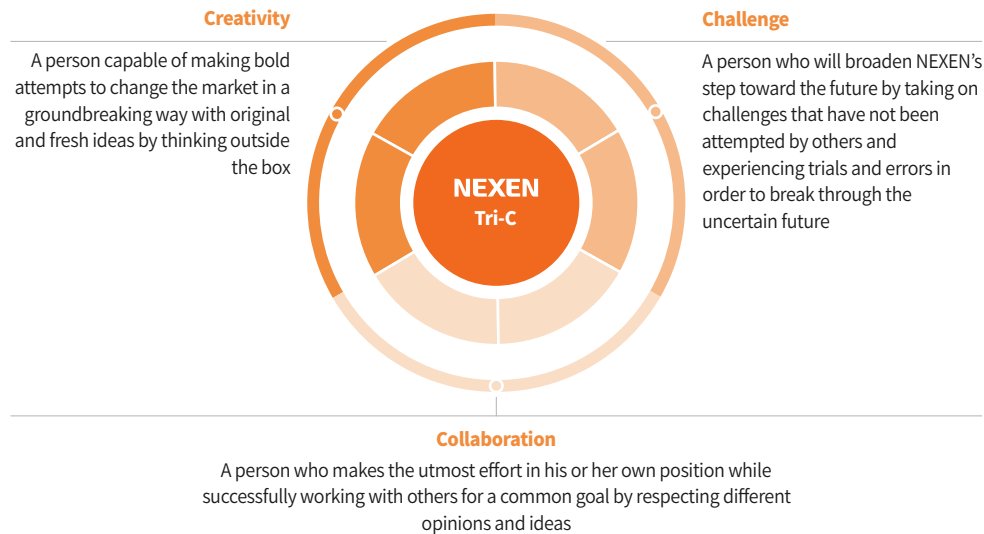 Creativity
A person capable of making bold
attempts to change the market in a
groundbreaking way with original
and fresh ideas by thinking outside
the box
Challenge
A person who will broaden NEXEN’s
step toward the future by taking on
challenges that have not been
attempted by others and
experiencing trials and errors in
order to break through the
uncertain future
NEXEN
Tri-C
Collaboration
A person who makes the utmost effort in his or her own position while
successfully working with others for a common goal by respecting different
opinions and ideas